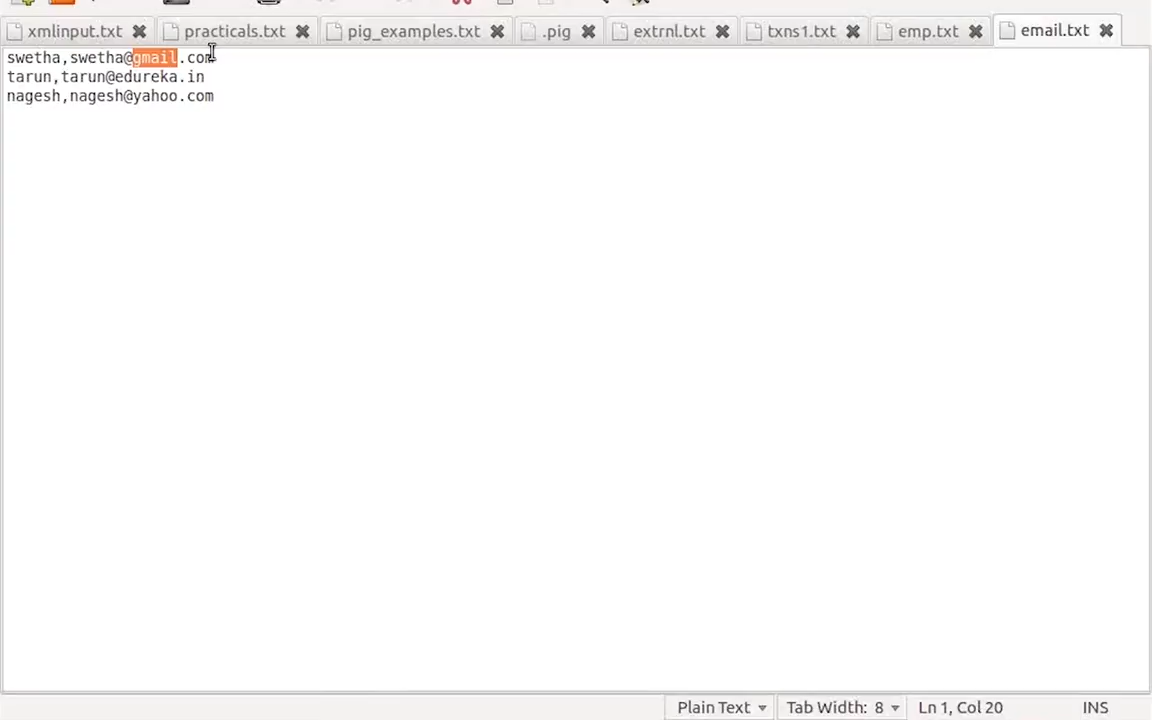 xmlinput.txt practicals.txt pig_examples.txt .pig extrnl.txt txns1.txt emp.txt email.txt
swetha,swetha@gmail.com
tarun,tarun@edureka.in
nagesh,nagesh@yahoo.com
Plain Text Tab Width: 8 Ln 1, Col 20 INS